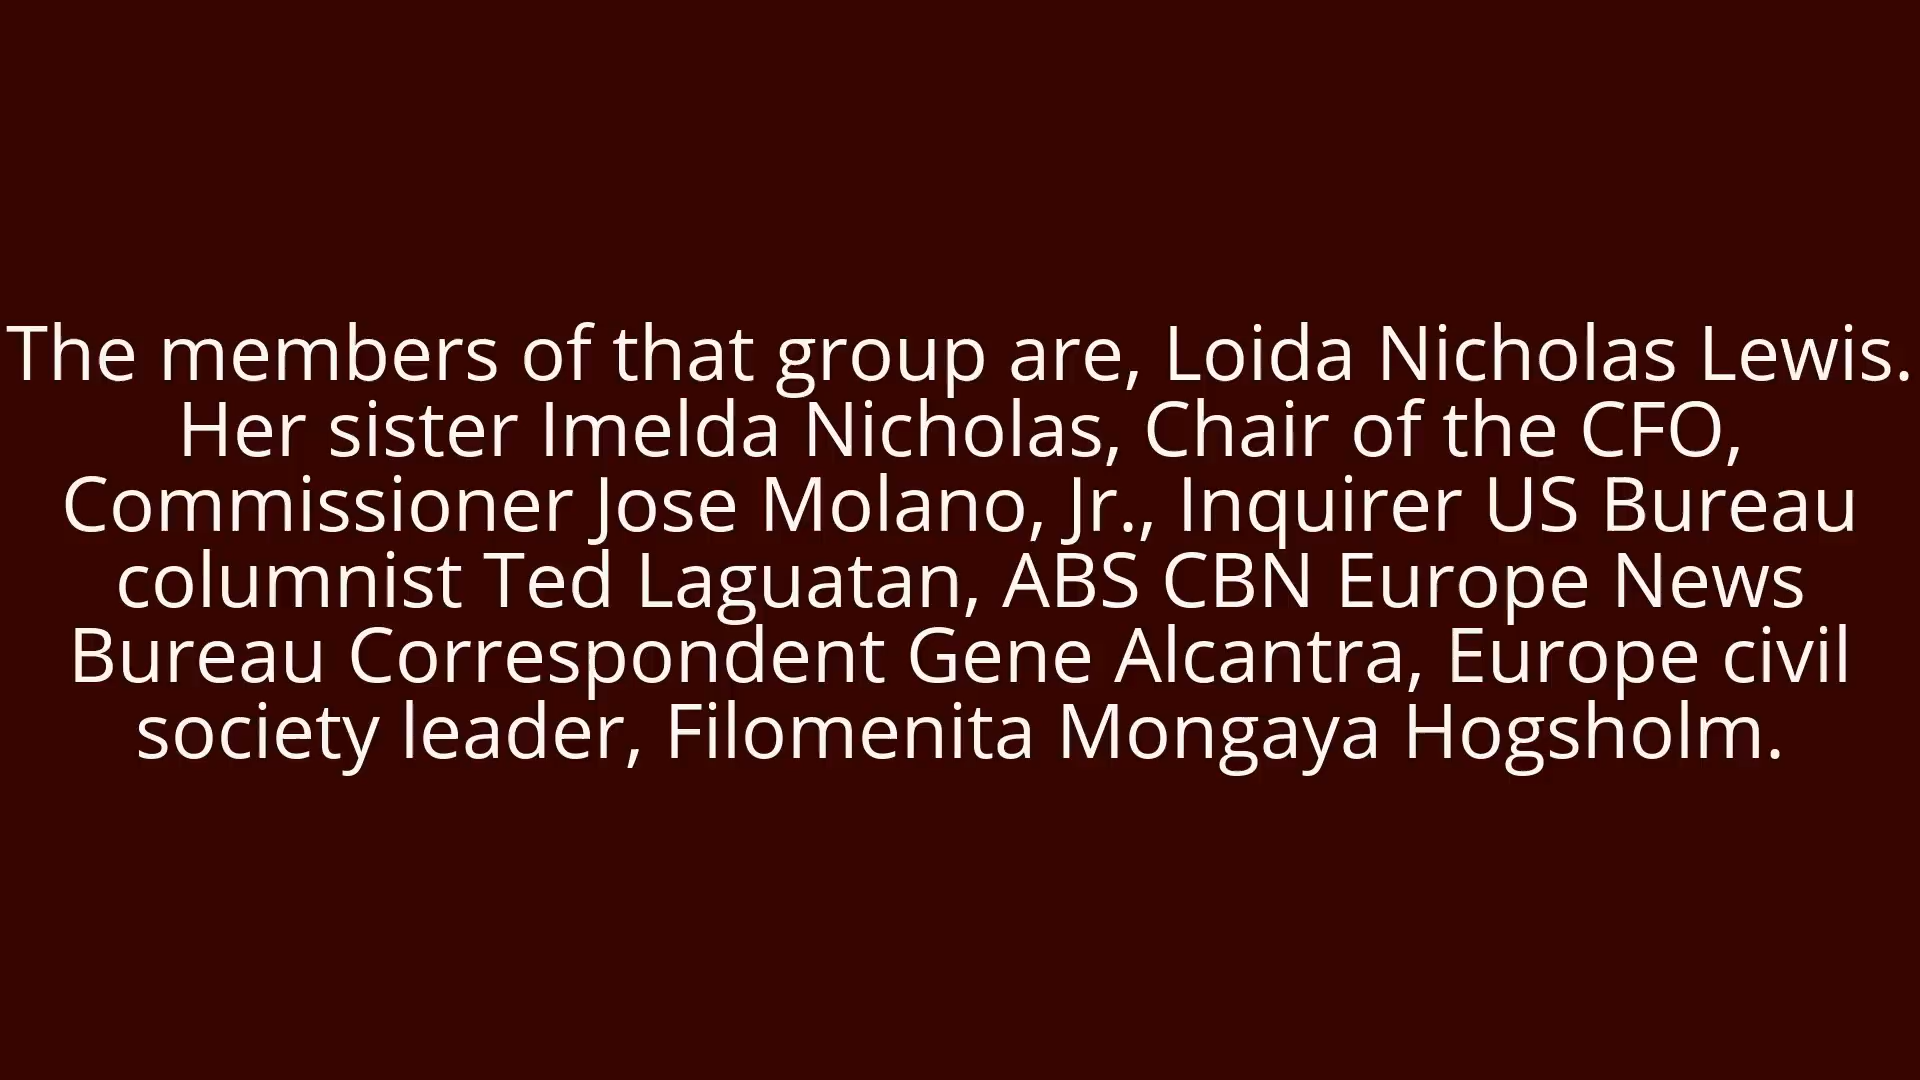 The members of that group are, Loida Nicholas Lewis.
Her sister Imelda Nicholas, Chair of the CFO,
Commissioner Jose Molano, Jr., Inquirer US Bureau
columnist Ted Laguatan, ABS CBN Europe News
Bureau Correspondent Gene Alcantra, Europe civil
society leader, Filomenita Mongaya Hogsholm.